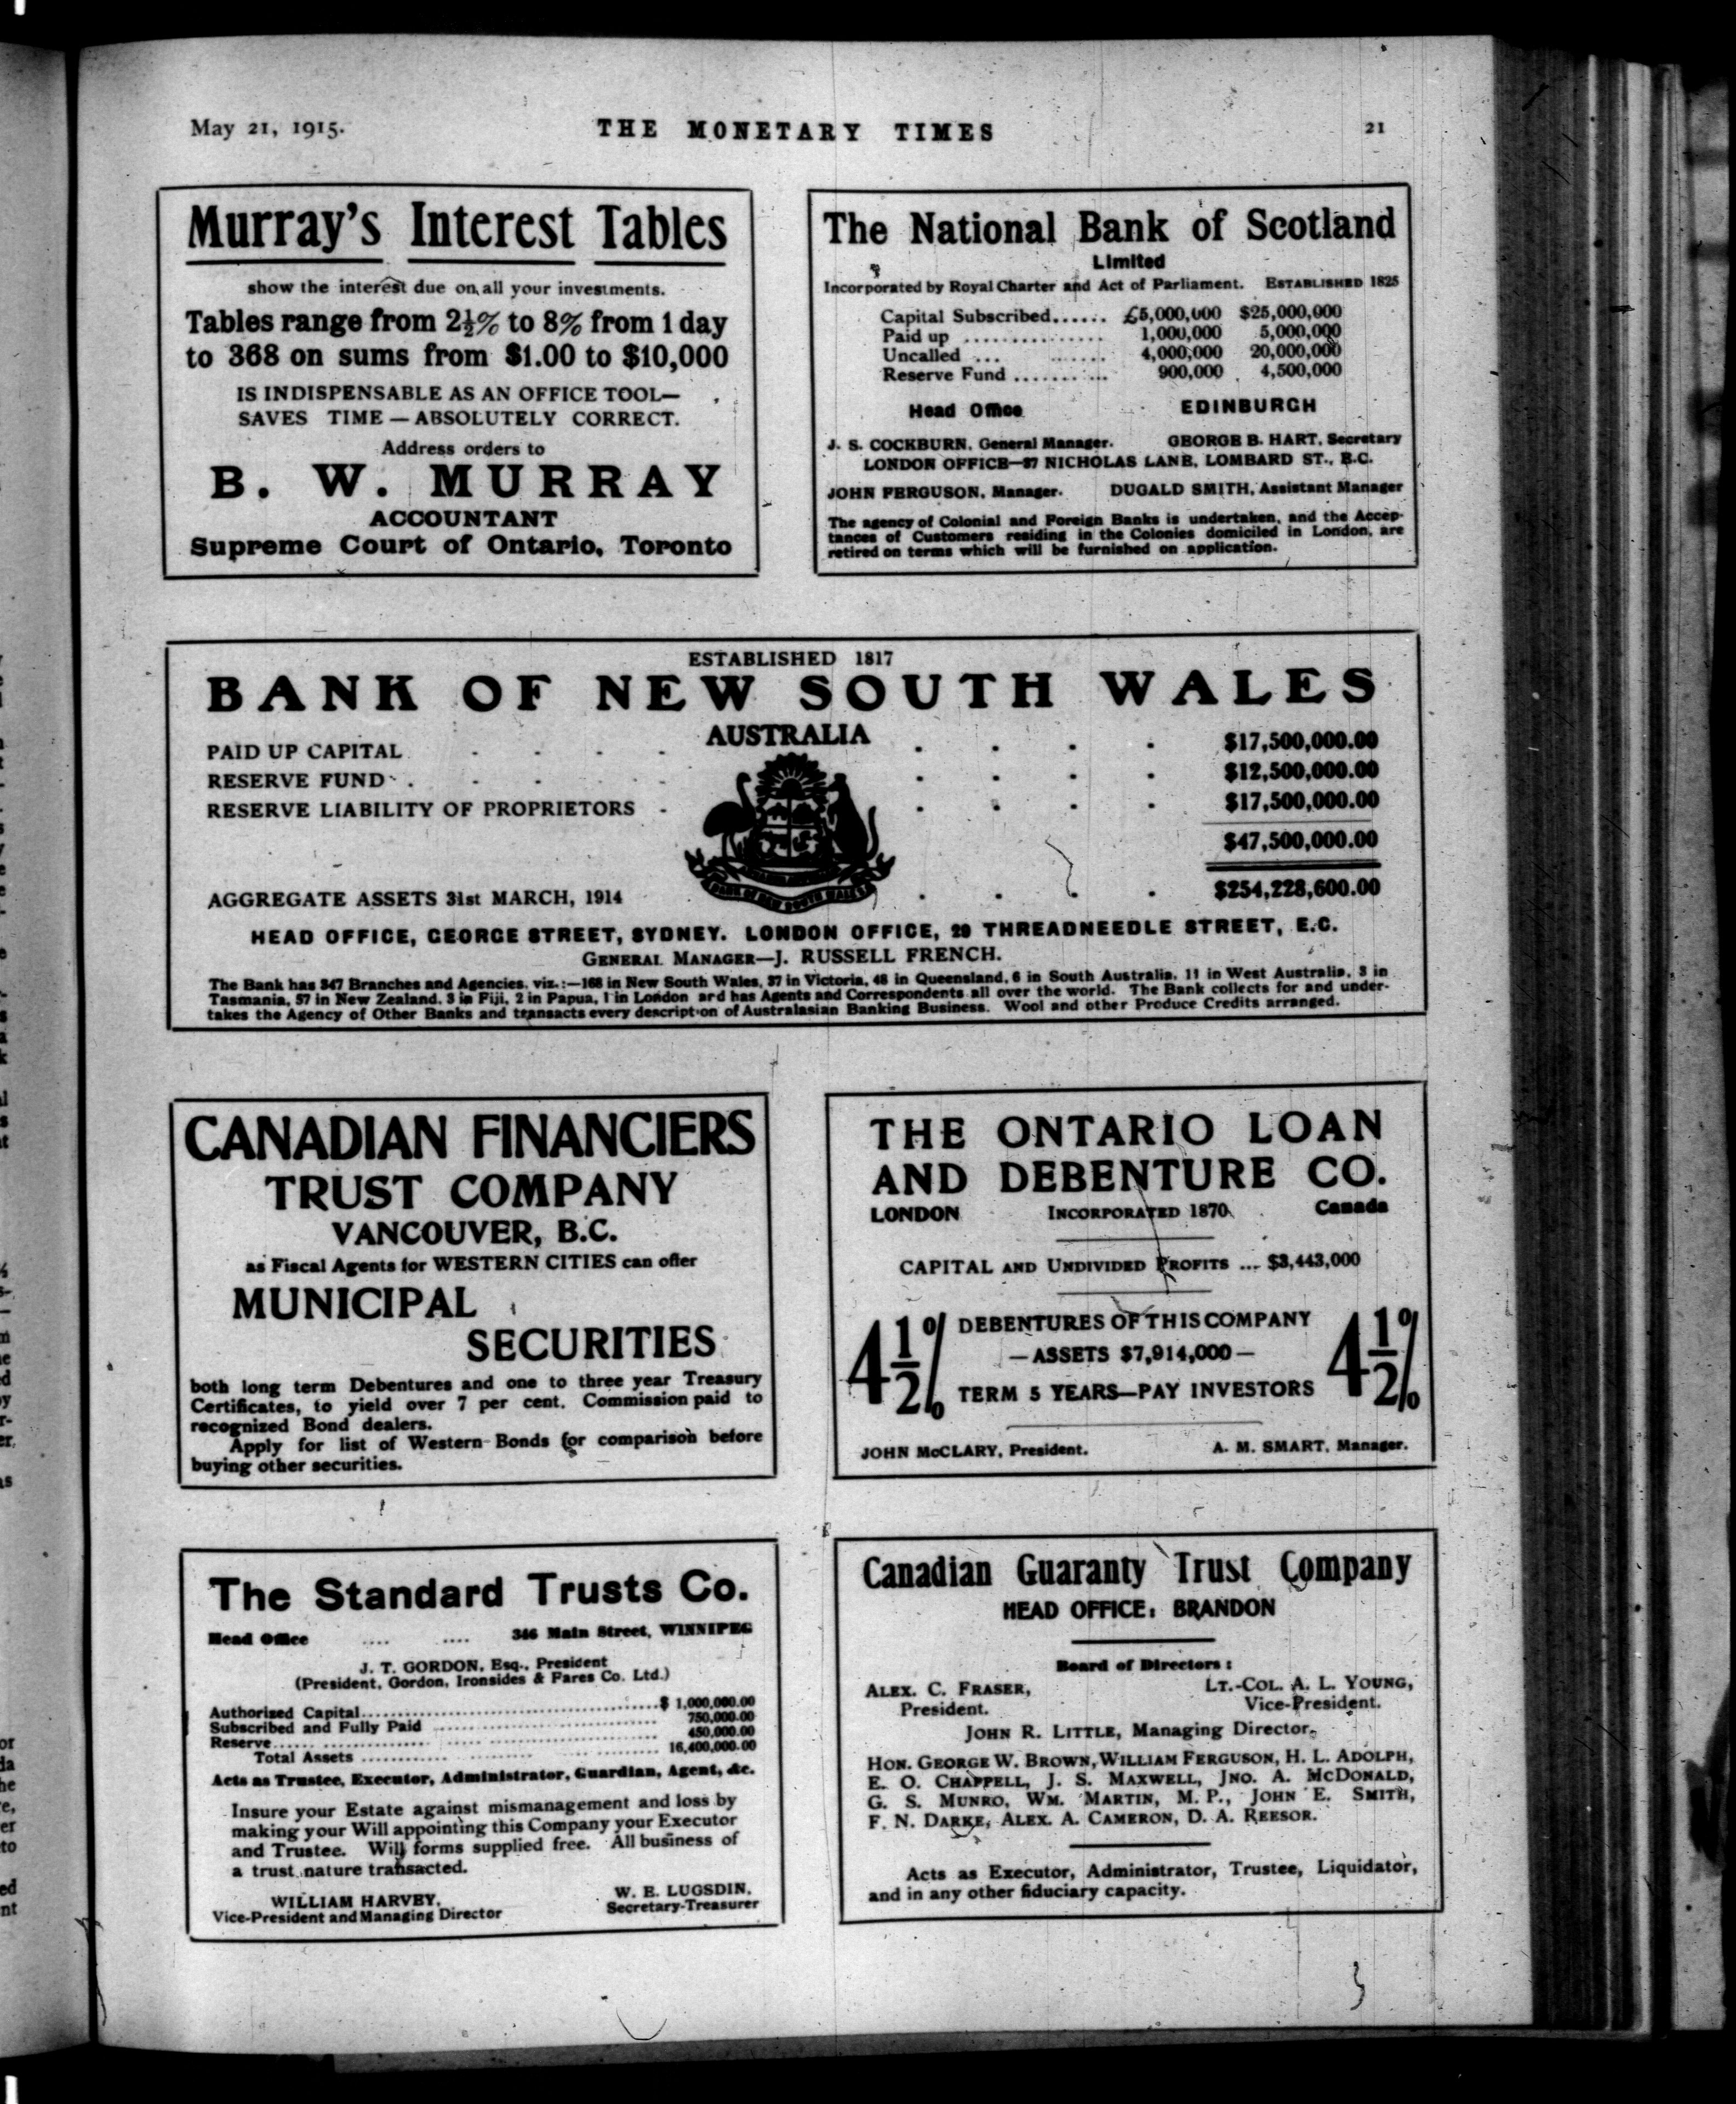 May 21, 1915.
THE MONETARY TIMES
21
Murray's Interest Tables
show the interest due on all your investments.
Tables range from 2½% to 8% from 1 day
to 368 on sums from $1.00 to $10,000
IS INDISPENSABLE AS AN OFFICE TOOL—
SAVES TIME — ABSOLUTELY CORRECT.
Address orders to
B. W. MURRAY
ACCOUNTANT
Supreme Court of Ontario, Toronto
The National Bank of Scotland
Limited
Incorporated by Royal Charter and Act of Parliament. ESTABLISHED 1825
Capital Subscribed...... £5,000,000 $25,000,000
Paid up ............... 1,000,000 5,000,000
Uncalled ... ....... 4,000,000 20,000,000
Reserve Fund ........... 900,000 4,500,000
Head Office EDINBURGH
J. S. COCKBURN, General Manager. GEORGE B. HART, Secretary
LONDON OFFICE—37 NICHOLAS LANE, LOMBARD ST., E.C.
JOHN FERGUSON, Manager. DUGALD SMITH, Assistant Manager
The agency of Colonial and Foreign Banks is undertaken, and the Accep-
tances of Customers residing in the Colonies domiciled in London, are
retired on terms which will be furnished on application.
ESTABLISHED 1817
BANK OF NEW SOUTH WALES
AUSTRALIA
PAID UP CAPITAL - - - - . . . . $17,500,000.00
RESERVE FUND . - - - - . . . . $12,500,000.00
RESERVE LIABILITY OF PROPRIETORS - . . . . $17,500,000.00
$47,500,000.00
BANK OF NEW SOUTH WALES
AGGREGATE ASSETS 31st MARCH, 1914 . . . . $254,228,600.00
HEAD OFFICE, GEORGE STREET, SYDNEY. LONDON OFFICE, 29 THREADNEEDLE STREET, E.C.
GENERAL MANAGER—J. RUSSELL FRENCH.
The Bank has 347 Branches and Agencies, viz.:—168 in New South Wales, 37 in Victoria, 48 in Queensland, 6 in South Australia, 11 in West Australia, 3 in
Tasmania, 57 in New Zealand, 3 in Fiji, 2 in Papua, 1 in London and has Agents and Correspondents all over the world. The Bank collects for and under-
takes the Agency of Other Banks and transacts every description of Australasian Banking Business. Wool and other Produce Credits arranged.
CANADIAN FINANCIERS
TRUST COMPANY
VANCOUVER, B.C.
as Fiscal Agents for WESTERN CITIES can offer
MUNICIPAL
SECURITIES
both long term Debentures and one to three year Treasury
Certificates, to yield over 7 per cent. Commission paid to
recognized Bond dealers.
Apply for list of Western Bonds for comparison before
buying other securities.
THE ONTARIO LOAN
AND DEBENTURE CO.
LONDON INCORPORATED 1870 Canada
CAPITAL AND UNDIVIDED PROFITS ... $3,443,000
4½% DEBENTURES OF THIS COMPANY 4½%
— ASSETS $7,914,000 —
TERM 5 YEARS—PAY INVESTORS
JOHN McCLARY, President. A. M. SMART, Manager.
The Standard Trusts Co.
Head Office .... .... 346 Main Street, WINNIPEG
J. T. GORDON, Esq., President
(President, Gordon, Ironsides & Fares Co. Ltd.)
Authorized Capital........................................$ 1,000,000.00
Subscribed and Fully Paid ........................ 750,000.00
Reserve........................ 450,000.00
Total Assets ........................ 16,400,000.00
Acts as Trustee, Executor, Administrator, Guardian, Agent, &c.
Insure your Estate against mismanagement and loss by
making your Will appointing this Company your Executor
and Trustee. Will forms supplied free. All business of
a trust nature transacted.
WILLIAM HARVEY, W. E. LUGSDIN,
Vice-President and Managing Director Secretary-Treasurer
Canadian Guaranty Trust Company
HEAD OFFICE: BRANDON
Board of Directors:
ALEX. C. FRASER, LT.-COL. A. L. YOUNG,
President. Vice-President.
JOHN R. LITTLE, Managing Director.
HON. GEORGE W. BROWN, WILLIAM FERGUSON, H. L. ADOLPH,
E. O. CHAPPELL, J. S. MAXWELL, JNO. A. MCDONALD,
G. S. MUNRO, WM. MARTIN, M.P., JOHN E. SMITH,
F. N. DARKE, ALEX. A. CAMERON, D. A. REESOR.
Acts as Executor, Administrator, Trustee, Liquidator,
and in any other fiduciary capacity.